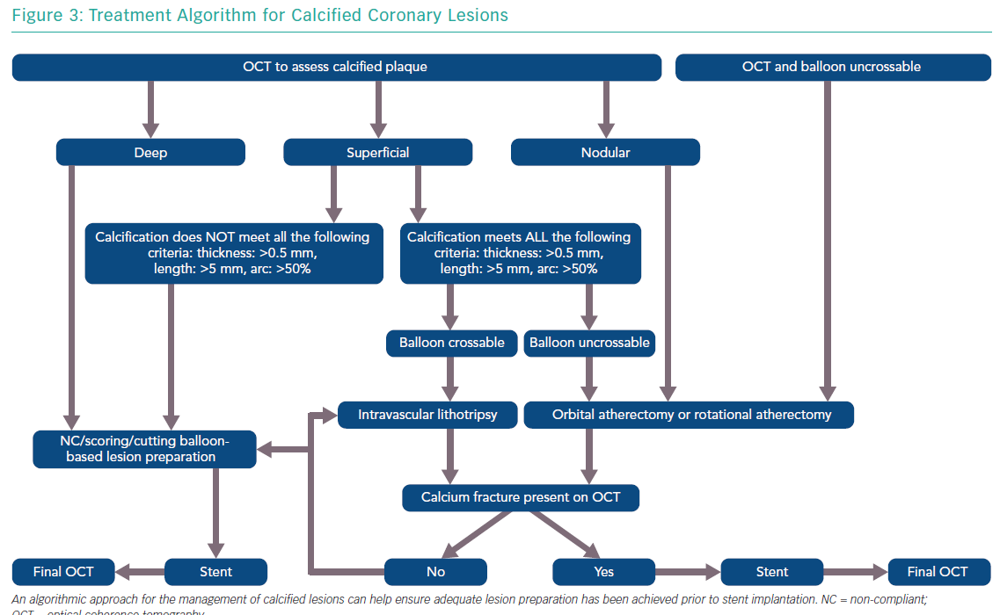 Figure 3: Treatment Algorithm for Calcified Coronary Lesions
OCT to assess calcified plaque
OCT and balloon uncrossable
Deep
Superficial
Nodular
Calcification does NOT meet all the following
criteria: thickness: >0.5 mm,
length: >5 mm, arc: >50%
Calcification meets ALL the following
criteria: thickness: >0.5 mm,
length: >5 mm, arc: >50%
Balloon crossable
Balloon uncrossable
Intravascular lithotripsy
Orbital atherectomy or rotational atherectomy
NC/scoring/cutting balloon-
based lesion preparation
Calcium fracture present on OCT
Final OCT
Stent
No
Yes
Stent
Final OCT
An algorithmic approach for the management of calcified lesions can help ensure adequate lesion preparation has been achieved prior to stent implantation. NC = non-compliant;
OCT = optical coherence tomography.